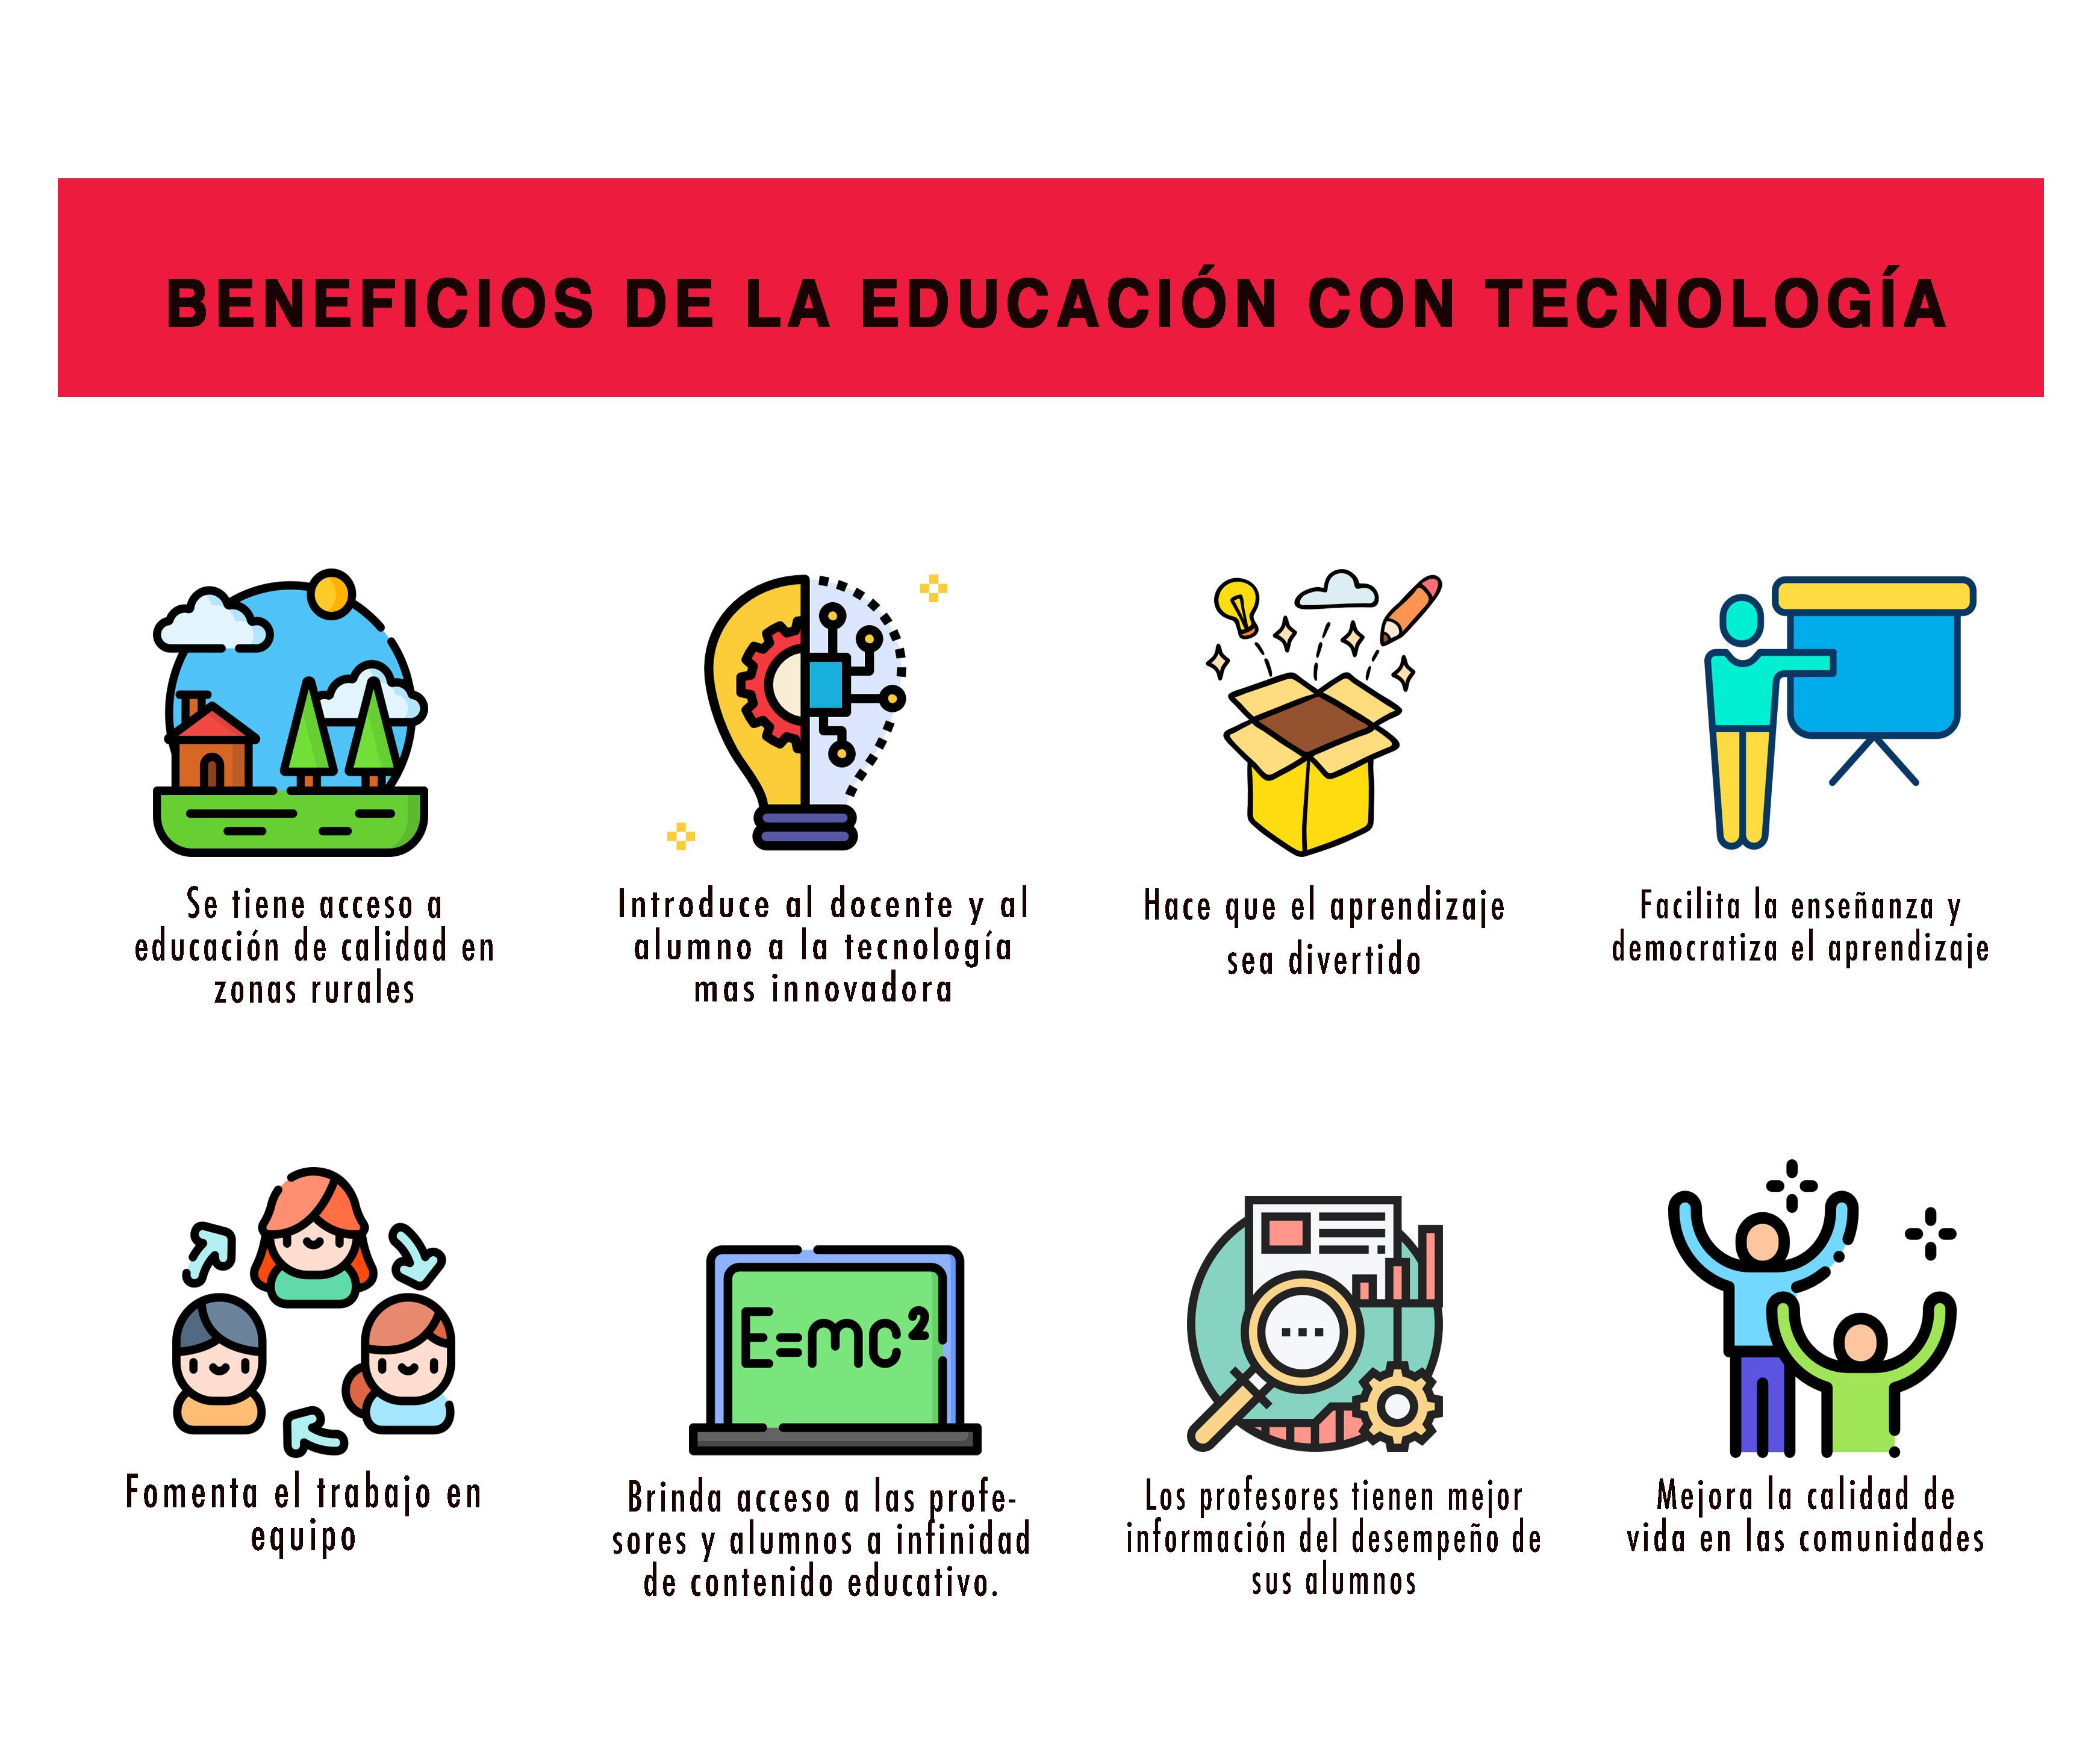 BENEFICIOS DE LA EDUCACIÓN CON TECNOLOGÍA
Se tiene acceso a
educación de calidad en
zonas rurales
Introduce al docente y al
alumno a la tecnología
mas innovadora
Hace que el aprendizaje
sea divertido
Facilita la enseñanza y
democratiza el aprendizaje
Fomenta el trabajo en
equipo
E=mc²
Brinda acceso a las profe-
sores y alumnos a infinidad
de contenido educativo.
Los profesores tienen mejor
información del desempeño de
sus alumnos
Mejora la calidad de
vida en las comunidades